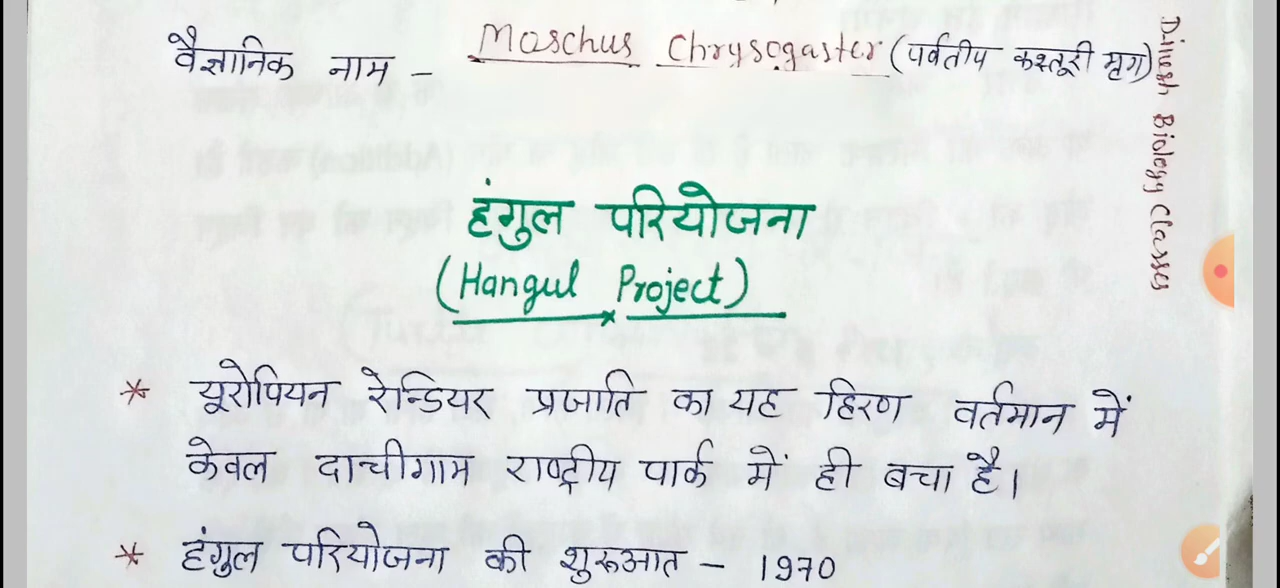 वैज्ञानिक नाम – Moschus Chrysogaster (पर्वतीय कस्तूरी मृग)
Dinesh Biology Classes
हंगुल परियोजना
(Hangul Project)
* यूरोपियन रेन्डियर प्रजाति का यह हिरण वर्तमान में
केवल दाचीगाम राष्ट्रीय पार्क में ही बचा है।
* हंगुल परियोजना की शुरूआत – 1970